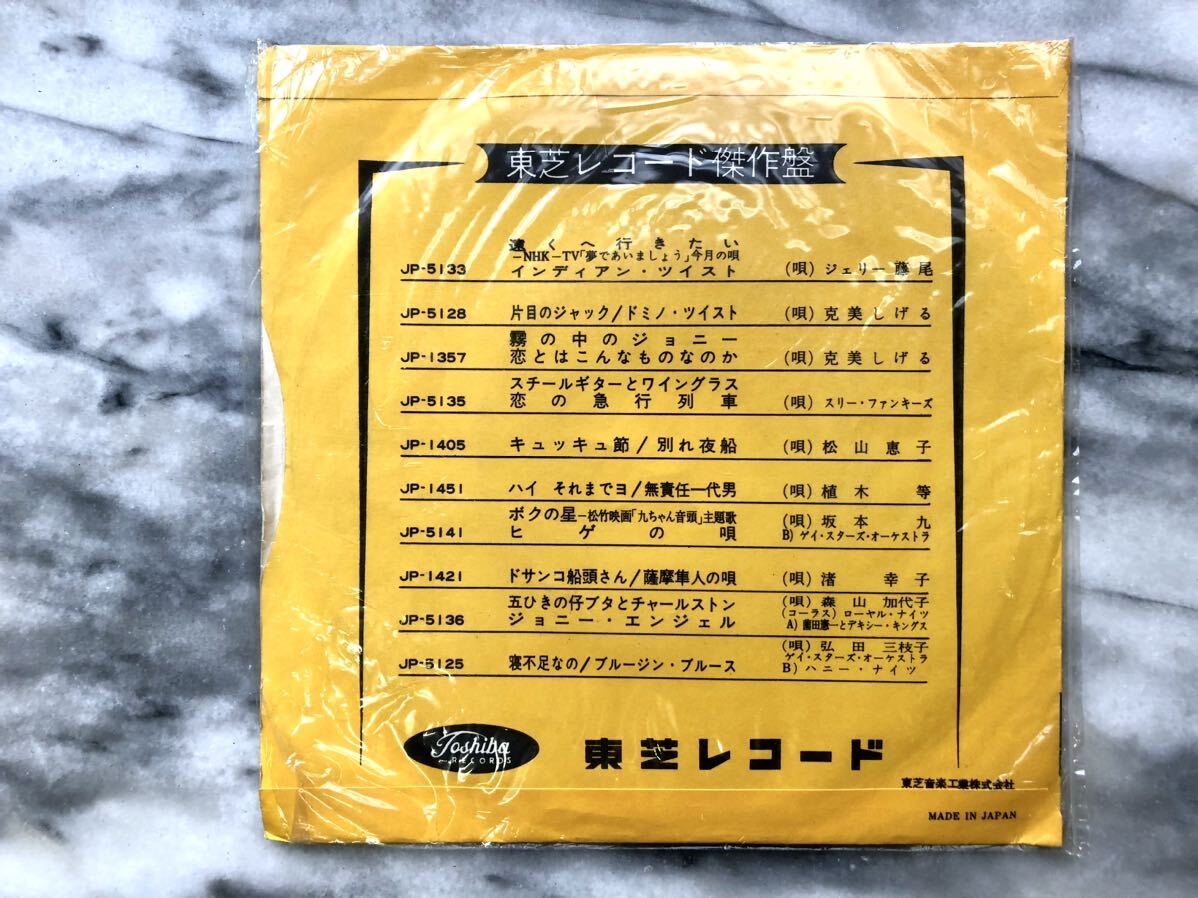 東芝レコード傑作盤
遠くへ行きたい
—NHK—TV「夢であいましょう」今月の唄
JP-5133 インディアン・ツイスト (唄) ジェリー藤尾
JP-5128 片目のジャック/ドミノ・ツイスト (唄) 克美しげる
霧の中のジョニー
JP-1357 恋とはこんなものなのか (唄) 克美しげる
スチールギターとワイングラス
JP-5135 恋の急行列車 (唄) スリー・ファンキーズ
JP-1405 キュッキュ節/別れ夜船 (唄) 松山恵子
JP-1451 ハイ それまでヨ/無責任一代男 (唄) 植木等
ボクの星—松竹映画「九ちゃん音頭」主題歌 (唄) 坂本九
JP-5141 ヒゲの唄 B) ゲイ・スターズ・オーケストラ
JP-1421 ドサンコ船頭さん/薩摩隼人の唄 (唄) 渚幸子
五ひきの仔ブタとチャールストン (唄) 森山加代子
(コーラス) ローヤル・ナイツ
JP-5136 ジョニー・エンジェル A) 薗田憲一とデキシー・キングス
(唄) 弘田三枝子
ゲイ・スターズ・オーケストラ
JP-5125 寝不足なの/ブルージン・ブルース B) ハニー・ナイツ
Toshiba
RECORDS
東芝レコード
東芝音楽工業株式会社
MADE IN JAPAN